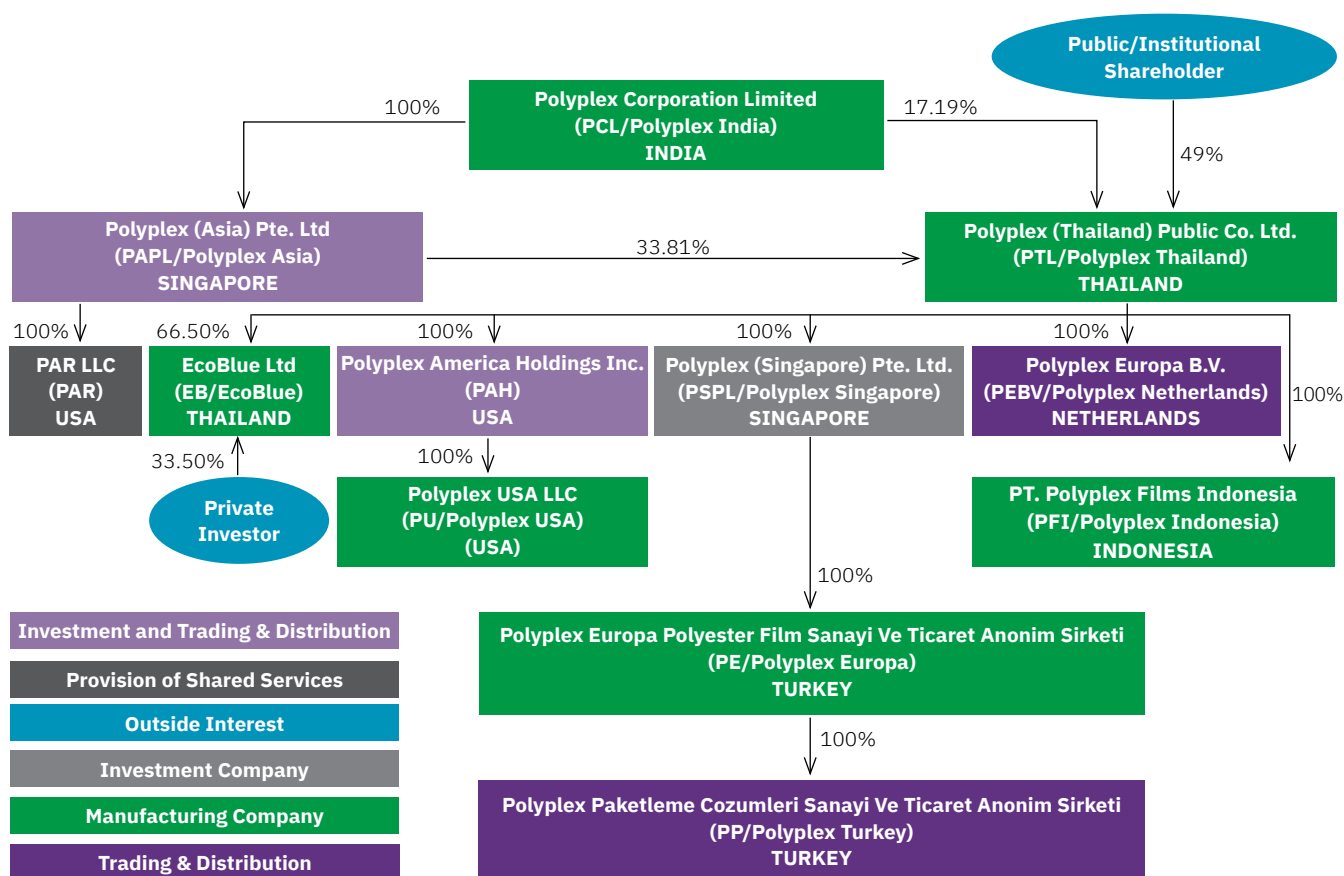 Public/Institutional
Shareholder
100%
Polyplex Corporation Limited
(PCL/Polyplex India)
INDIA
17.19%
49%
Polyplex (Asia) Pte. Ltd
(PAPL/Polyplex Asia)
SINGAPORE
33.81%
Polyplex (Thailand) Public Co. Ltd.
(PTL/Polyplex Thailand)
THAILAND
100%
66.50%
100%
100%
100%
100%
PAR LLC
(PAR)
USA
EcoBlue Ltd
(EB/EcoBlue)
THAILAND
Polyplex America Holdings Inc.
(PAH)
USA
Polyplex (Singapore) Pte. Ltd.
(PSPL/Polyplex Singapore)
SINGAPORE
Polyplex Europa B.V.
(PEBV/Polyplex Netherlands)
NETHERLANDS
33.50%
Private
Investor
100%
Polyplex USA LLC
(PU/Polyplex USA)
(USA)
PT. Polyplex Films Indonesia
(PFI/Polyplex Indonesia)
INDONESIA
100%
Polyplex Europa Polyester Film Sanayi Ve Ticaret Anonim Sirketi
(PE/Polyplex Europa)
TURKEY
100%
Polyplex Paketleme Cozumleri Sanayi Ve Ticaret Anonim Sirketi
(PP/Polyplex Turkey)
TURKEY
Investment and Trading & Distribution
Provision of Shared Services
Outside Interest
Investment Company
Manufacturing Company
Trading & Distribution